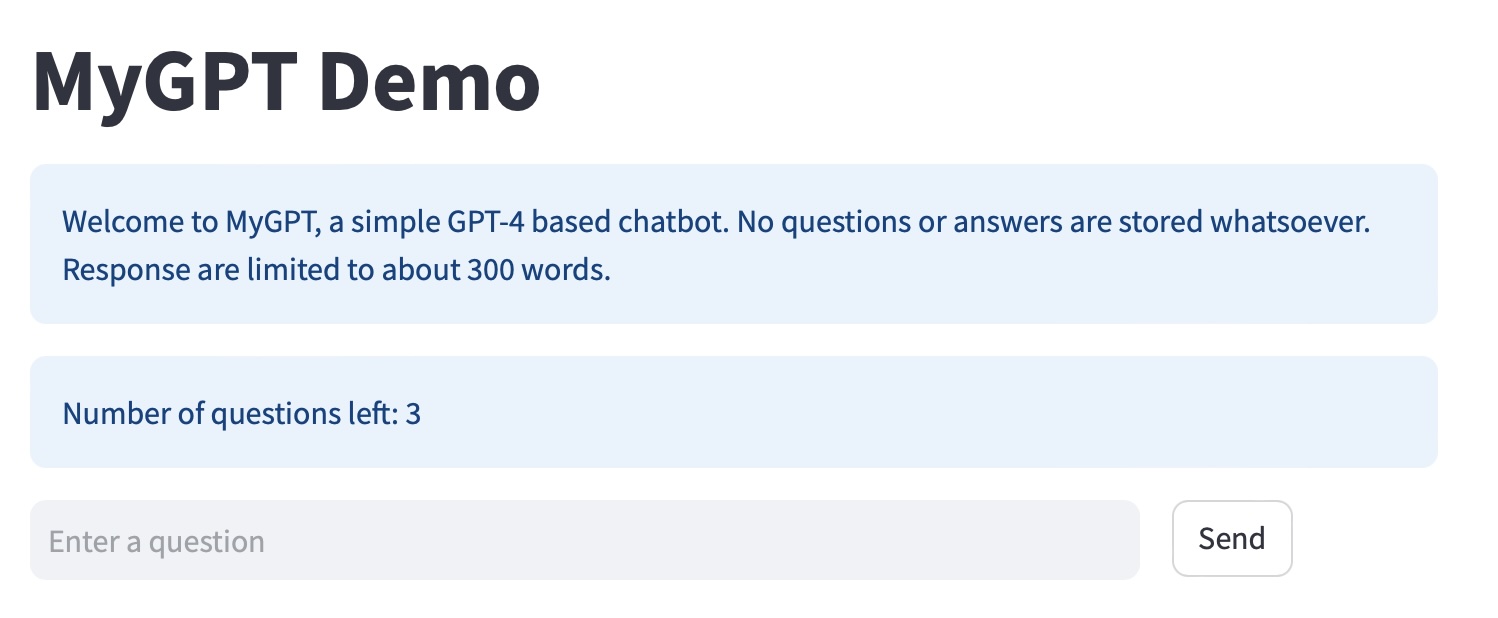 MyGPT Demo
Welcome to MyGPT, a simple GPT-4 based chatbot. No questions or answers are stored whatsoever.
Response are limited to about 300 words.
Number of questions left: 3
Enter a question
Send